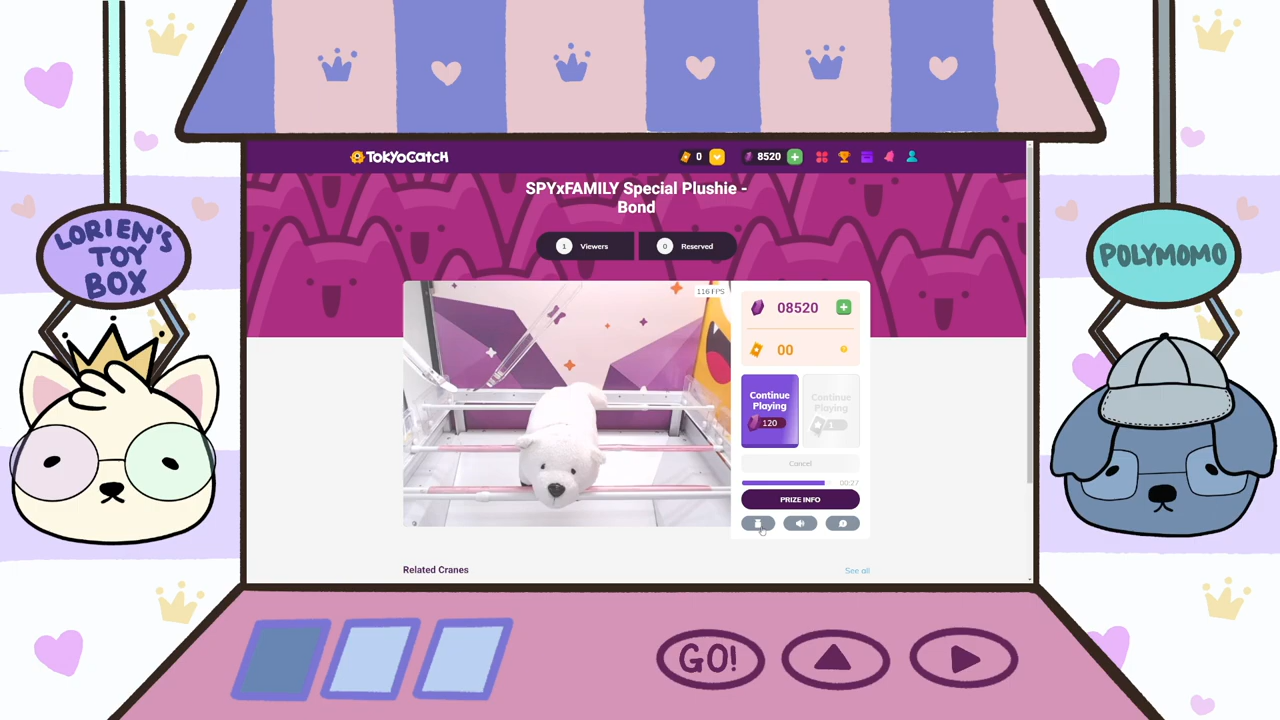 TOKYOCATCH
0
8520
SPYxFAMILY Special Plushie -
Bond
1 Viewers
0 Reserved
LORIEN'S
TOY
BOX
POLYMOMO
116 FPS
08520
00
Continue
Playing
120
Continue
Playing
1
Cancel
00:27
PRIZE INFO
Related Cranes
See all
GO!